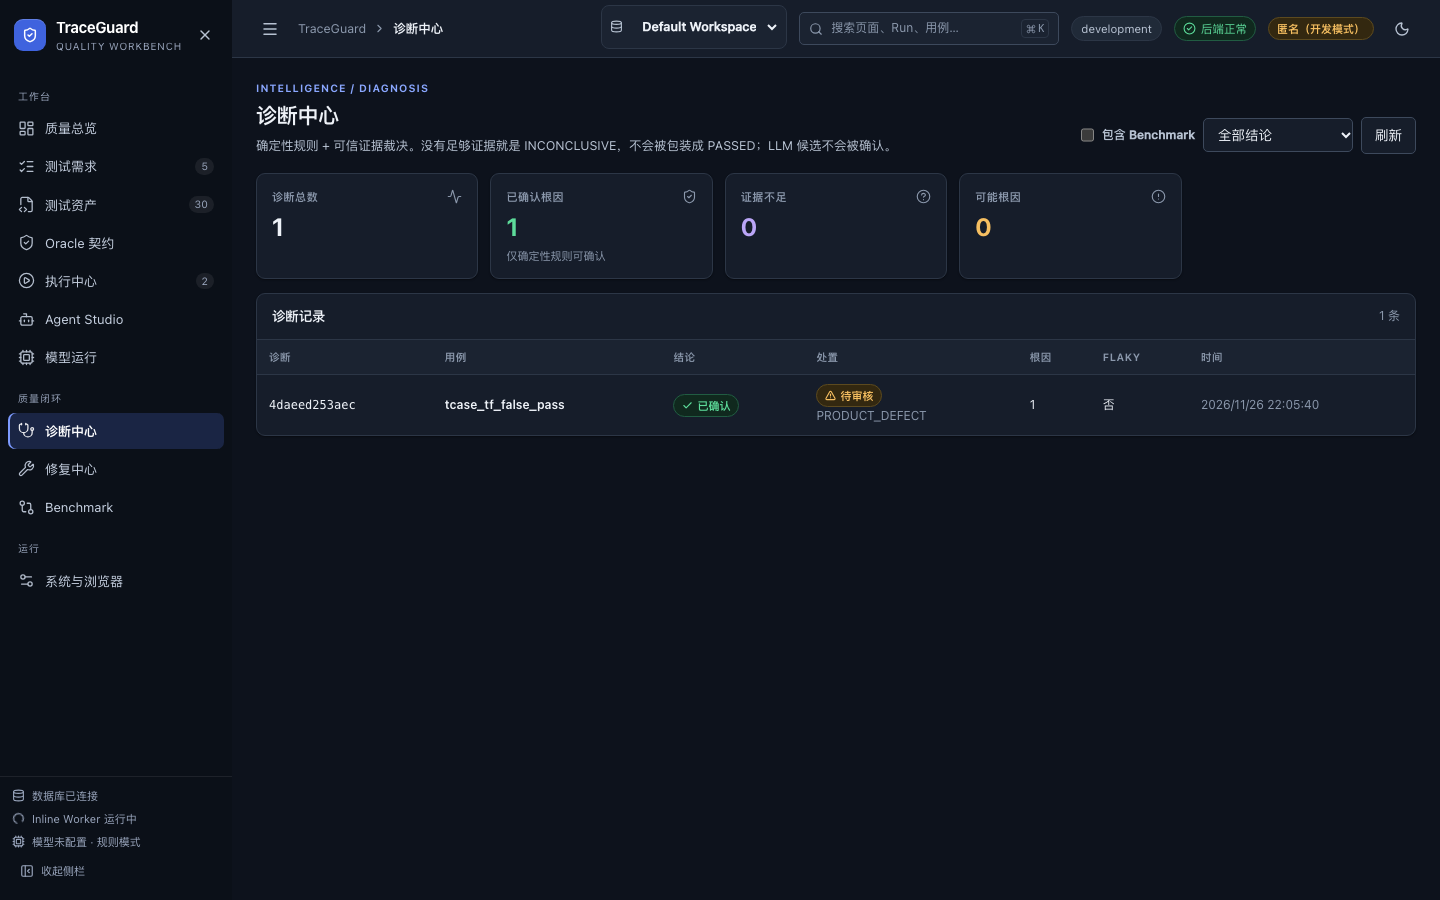 TraceGuard
QUALITY WORKBENCH
工作台
质量总览
测试需求 5
测试资产 30
Oracle 契约
执行中心 2
Agent Studio
模型运行
质量闭环
诊断中心
修复中心
Benchmark
运行
系统与浏览器
数据库已连接
Inline Worker 运行中
模型未配置 · 规则模式
收起侧栏
TraceGuard 诊断中心
Default Workspace
搜索页面、Run、用例...
⌘ K
development
后端正常
匿名（开发模式）
INTELLIGENCE / DIAGNOSIS
诊断中心
确定性规则 + 可信证据裁决。没有足够证据就是 INCONCLUSIVE，不会被包装成 PASSED；LLM 候选不会被确认。
包含 Benchmark
全部结论
刷新
诊断总数
1
已确认根因
1
仅确定性规则可确认
证据不足
0
可能根因
0
诊断记录 1 条
诊断 用例 结论 处置 根因 FLAKY 时间
4daeed253aec tcase_tf_false_pass 已确认 待审核 1 否 2026/11/26 22:05:40
PRODUCT_DEFECT